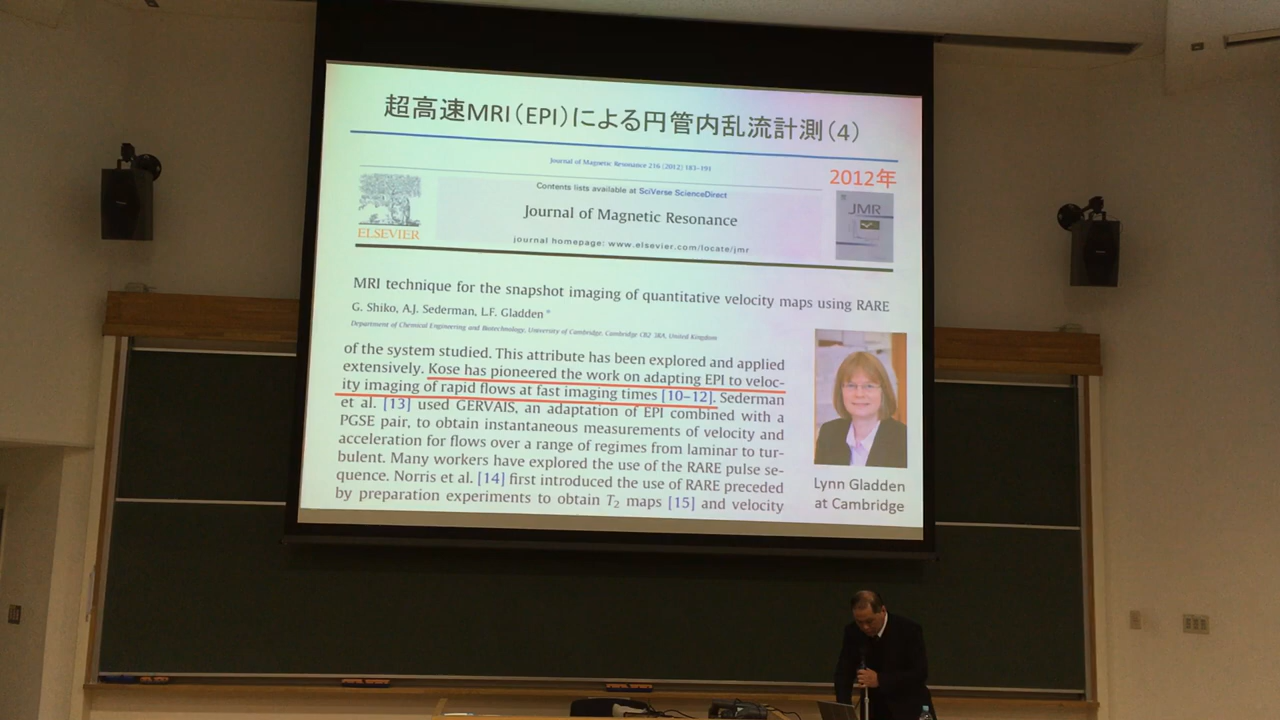 超高速MRI（EPI）による円管内乱流計測（4）
Journal of Magnetic Resonance 216 (2012) 183–191
2012年
Contents lists available at SciVerse ScienceDirect
Journal of Magnetic Resonance
journal homepage: www.elsevier.com/locate/jmr
ELSEVIER
JMR
MRI technique for the snapshot imaging of quantitative velocity maps using RARE
G. Shiko, A.J. Sederman, L.F. Gladden *
Department of Chemical Engineering and Biotechnology, University of Cambridge, Cambridge CB2 3RA, United Kingdom
of the system studied. This attribute has been explored and applied
extensively. Kose has pioneered the work on adapting EPI to veloc-
ity imaging of rapid flows at fast imaging times [10–12]. Sederman
et al. [13] used GERVAIS, an adaptation of EPI combined with a
PGSE pair, to obtain instantaneous measurements of velocity and
acceleration for flows over a range of regimes from laminar to tur-
bulent. Many workers have explored the use of the RARE pulse se-
quence. Norris et al. [14] first introduced the use of RARE preceded
by preparation experiments to obtain T2 maps [15] and velocity
Lynn Gladden
at Cambridge